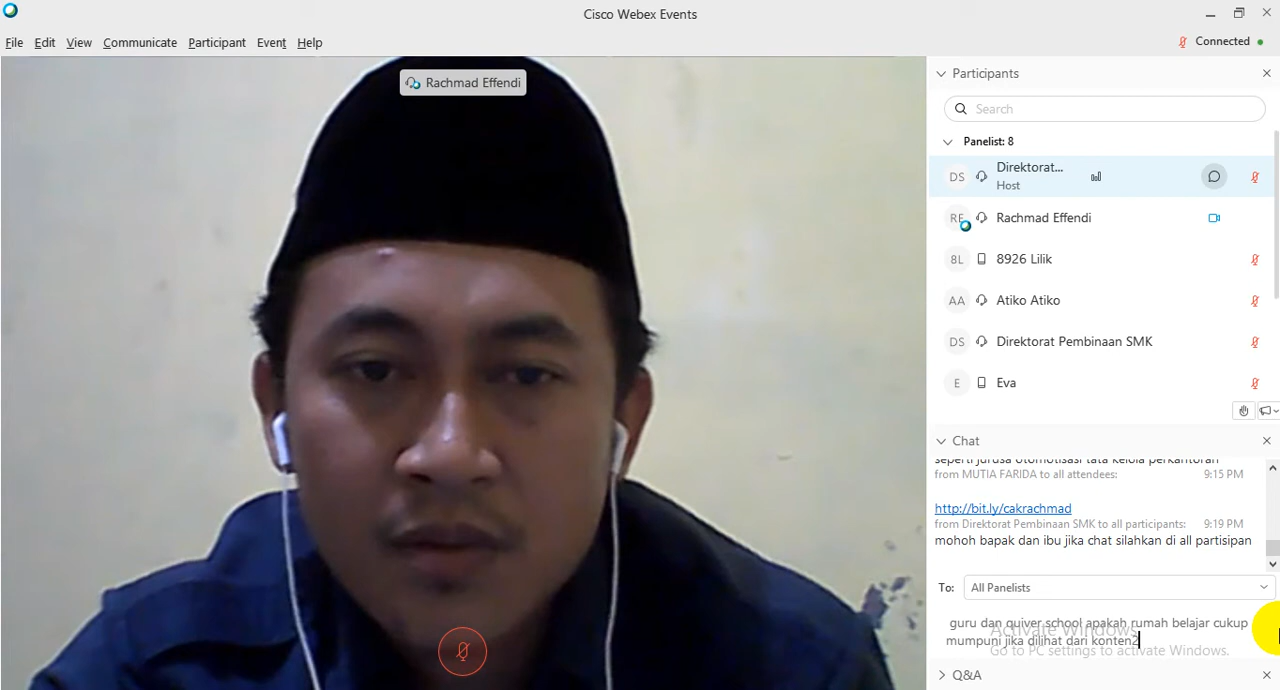 Cisco Webex Events
File Edit View Communicate Participant Event Help
Connected
Rachmad Effendi
Participants
Search
Panelist: 8
DS Direktorat...
Host
RE Rachmad Effendi
8L 8926 Lilik
AA Atiko Atiko
DS Direktorat Pembinaan SMK
E Eva
Chat
seperti jurusa otomotisasi tata kelola perkantoran
from MUTIA FARIDA to all attendees: 9:15 PM
http://bit.ly/cakrachmad
from Direktorat Pembinaan SMK to all participants: 9:19 PM
mohoh bapak dan ibu jika chat silahkan di all partisipan
To: All Panelists
guru dan quiver school apakah rumah belajar cukup
Activate Windows
mumpuni jika dilihat dari konten2
Go to PC settings to activate Windows.
Q&A